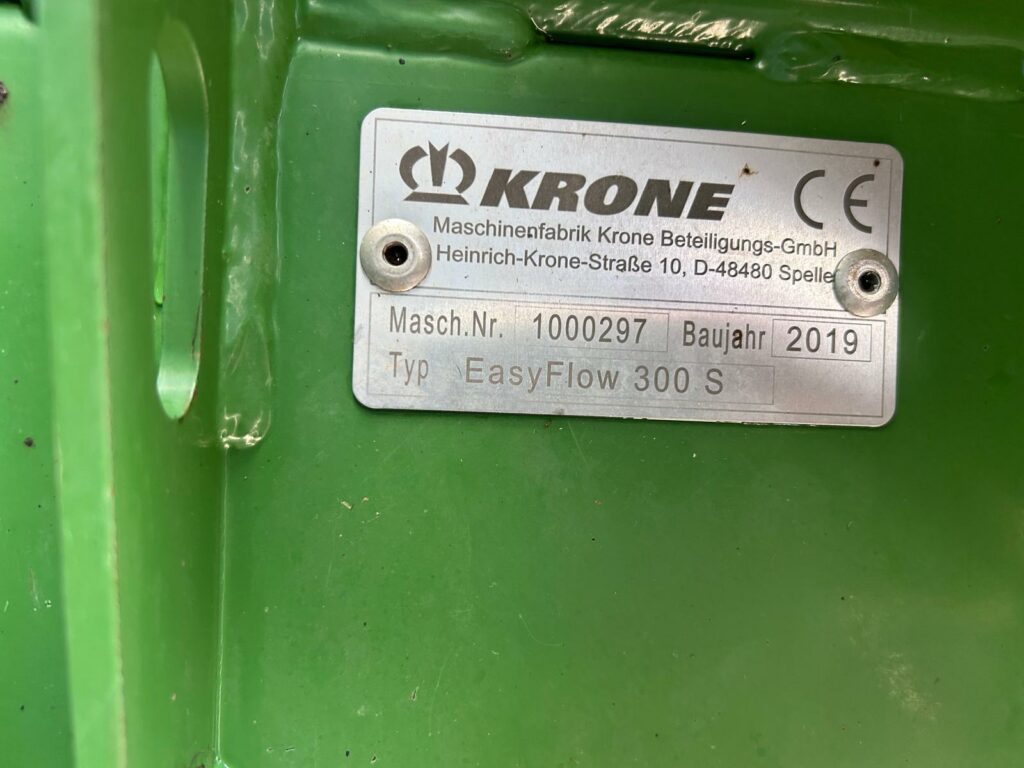 KRONE CE
Maschinenfabrik Krone Beteiligungs-GmbH
Heinrich-Krone-Straße 10, D-48480 Spelle
Masch.Nr. 1000297 Baujahr 2019
Typ EasyFlow 300 S